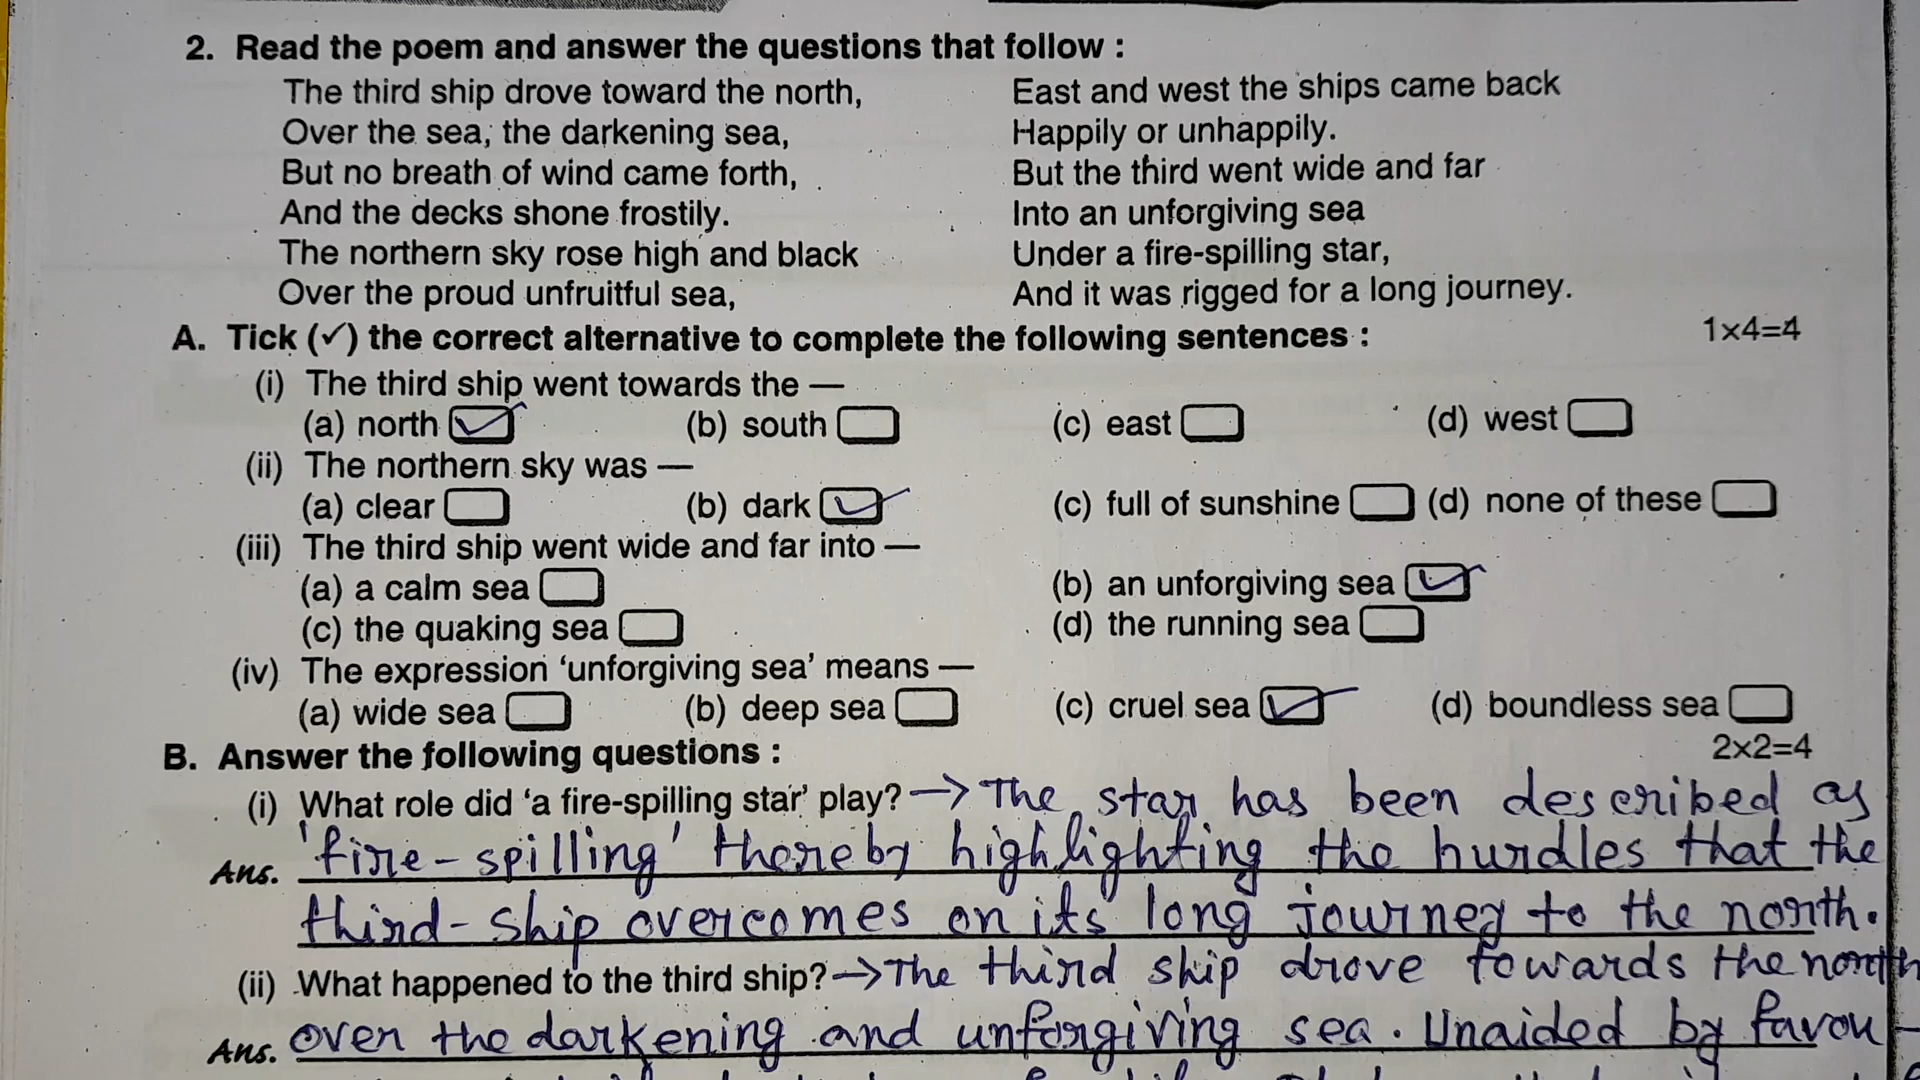 2. Read the poem and answer the questions that follow :
The third ship drove toward the north,
Over the sea, the darkening sea,
But no breath of wind came forth,
And the decks shone frostily.
The northern sky rose high and black
Over the proud unfruitful sea,
East and west the ships came back
Happily or unhappily.
But the third went wide and far
Into an unforgiving sea
Under a fire-spilling star,
And it was rigged for a long journey.
A. Tick (✓) the correct alternative to complete the following sentences : 1×4=4
(i) The third ship went towards the —
(a) north ✓ (b) south (c) east (d) west
(ii) The northern sky was —
(a) clear (b) dark ✓ (c) full of sunshine (d) none of these
(iii) The third ship went wide and far into —
(a) a calm sea (b) an unforgiving sea ✓
(c) the quaking sea (d) the running sea
(iv) The expression ‘unforgiving sea’ means —
(a) wide sea (b) deep sea (c) cruel sea ✓ (d) boundless sea
B. Answer the following questions : 2×2=4
(i) What role did ‘a fire-spilling star’ play? → The star has been described as
Ans. 'fire-spilling' thereby highlighting the hurdles that the
third-ship overcomes on its long journey to the north.
(ii) What happened to the third ship? → The third ship drove towards the north
Ans. over the darkening and unforgiving sea. Unaided by favou-